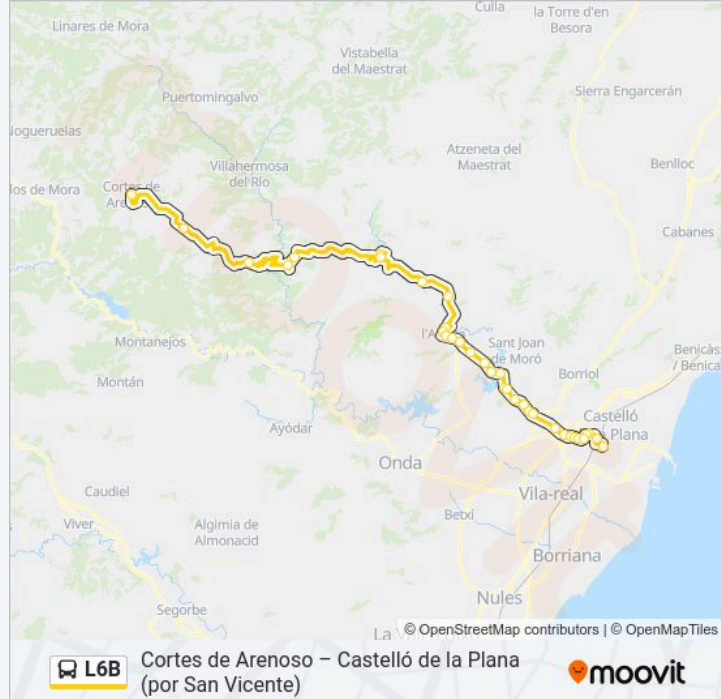 Culla
la Torre d'en
Besora
Linares de Mora
Vistabella
del Maestrat
Puertomingalvo
Sierra Engarcerán
Nogueruelas
Atzeneta del
Maestrat
Villahermosa
del Río
Benlloc
los de Mora
Cortes de
Cabanes
l'A
Sant Joan
de Moró
Montanejos
Benicàss
/ Benica
Borriol
Montán
Castelló
Plana
Ayódar
Onda
Caudiel
Vila-real
Betxí
Viver
Algimia de
Almonacid
Borriana
Nules
Segorbe
© OpenStreetMap contributors | © OpenMapTiles
La V
L6B
Cortes de Arenoso – Castelló de la Plana
(por San Vicente)
moovit